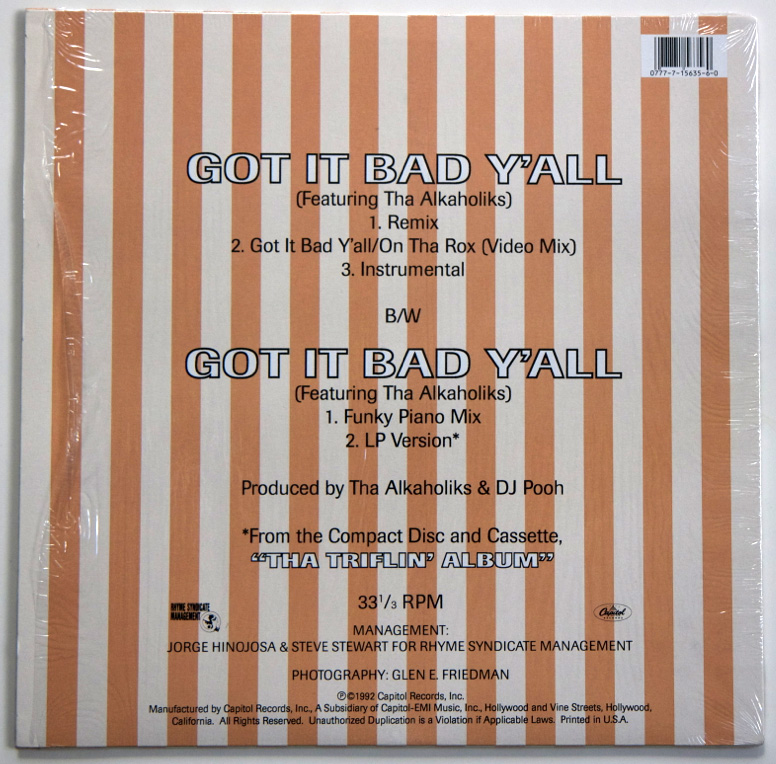 0777-7-15635-6-0
GOT IT BAD Y'ALL
(Featuring Tha Alkaholiks)
1. Remix
2. Got It Bad Y'all/On Tha Rox (Video Mix)
3. Instrumental
B/W
GOT IT BAD Y'ALL
(Featuring Tha Alkaholiks)
1. Funky Piano Mix
2. LP Version*
Produced by Tha Alkaholiks & DJ Pooh
*From the Compact Disc and Cassette,
"THA TRIFLIN' ALBUM"
33 1/3 RPM
RHYME SYNDICATE
MANAGEMENT
Capitol
RECORDS
MANAGEMENT:
JORGE HINOJOSA & STEVE STEWART FOR RHYME SYNDICATE MANAGEMENT
PHOTOGRAPHY: GLEN E. FRIEDMAN
℗©1992 Capitol Records, Inc.
Manufactured by Capitol Records, Inc., A Subsidiary of Capitol-EMI Music, Inc., Hollywood and Vine Streets, Hollywood,
California. All Rights Reserved. Unauthorized Duplication is a Violation if Applicable Laws. Printed in U.S.A.